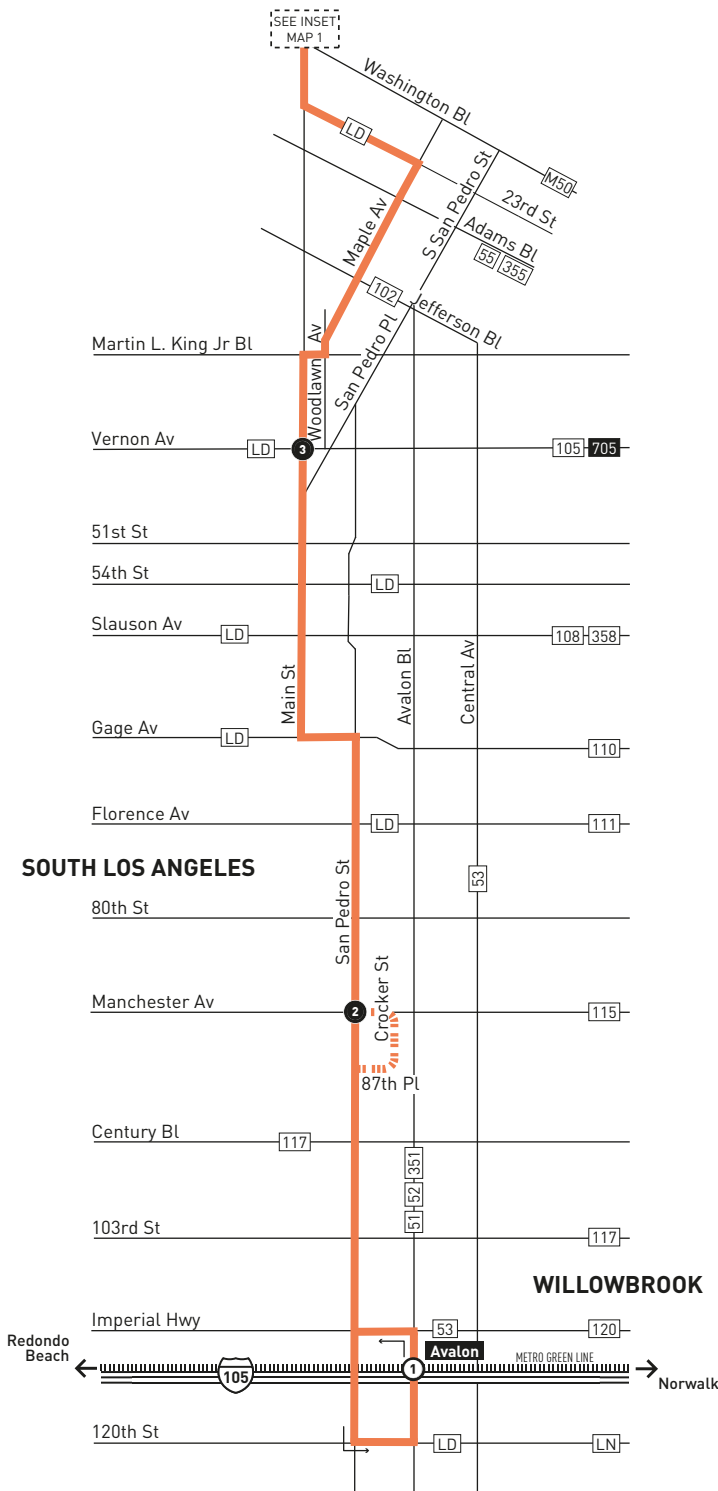 SEE INSET
MAP 1
Washington Bl
LD
M50
23rd St
S San Pedro St
Adams Bl
55 355
Maple Av
102
Jefferson Bl
San Pedro Pl
Martin L. King Jr Bl
Woodlawn Av
Vernon Av
LD
3
105 705
51st St
54th St
LD
Slauson Av
LD
108 358
Main St
Avalon Bl
Central Av
Gage Av
LD
110
Florence Av
LD
111
SOUTH LOS ANGELES
53
San Pedro St
80th St
Crocker St
Manchester Av
2
115
87th Pl
Century Bl
117
51 52 351
103rd St
117
WILLOWBROOK
Imperial Hwy
53
120
Redondo
Beach
Avalon
METRO GREEN LINE
105
1
Norwalk
120th St
LD
LN